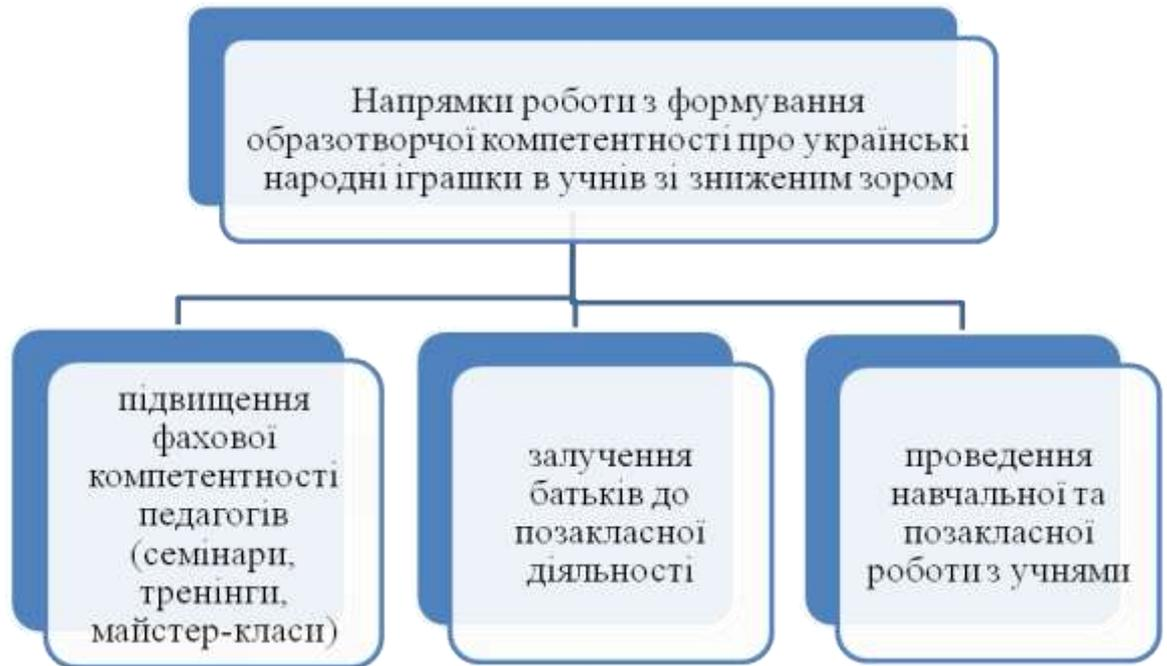 Напрямки роботи з формування
образотворчої компетентності про українські
народні іграшки в учнів зі зниженим зором
підвищення
фахової
компетентності
педагогів
(семінари,
тренінги,
майстер-класи)
залучення
батьків до
позакласної
діяльності
проведення
навчальної та
позакласної
роботи з учнями